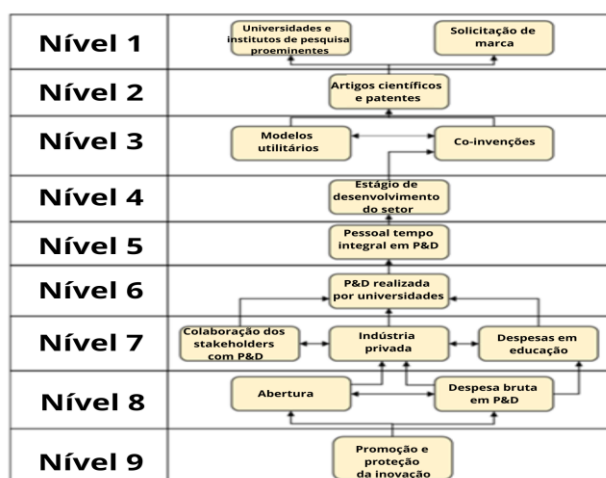 Nível 1
Universidades e
institutos de pesquisa
proeminentes
Solicitação de
marca
Nível 2
Artigos científicos
e patentes
Nível 3
Modelos
utilitários
Co-invenções
Nível 4
Estágio de
desenvolvimento
do setor
Nível 5
Pessoal tempo
integral em P&D
Nível 6
P&D realizada
por universidades
Nível 7
Colaboração dos
stakeholders
com P&D
Indústria
privada
Despesas em
educação
Nível 8
Abertura
Despesa bruta
em P&D
Nível 9
Promoção e
proteção
da inovação